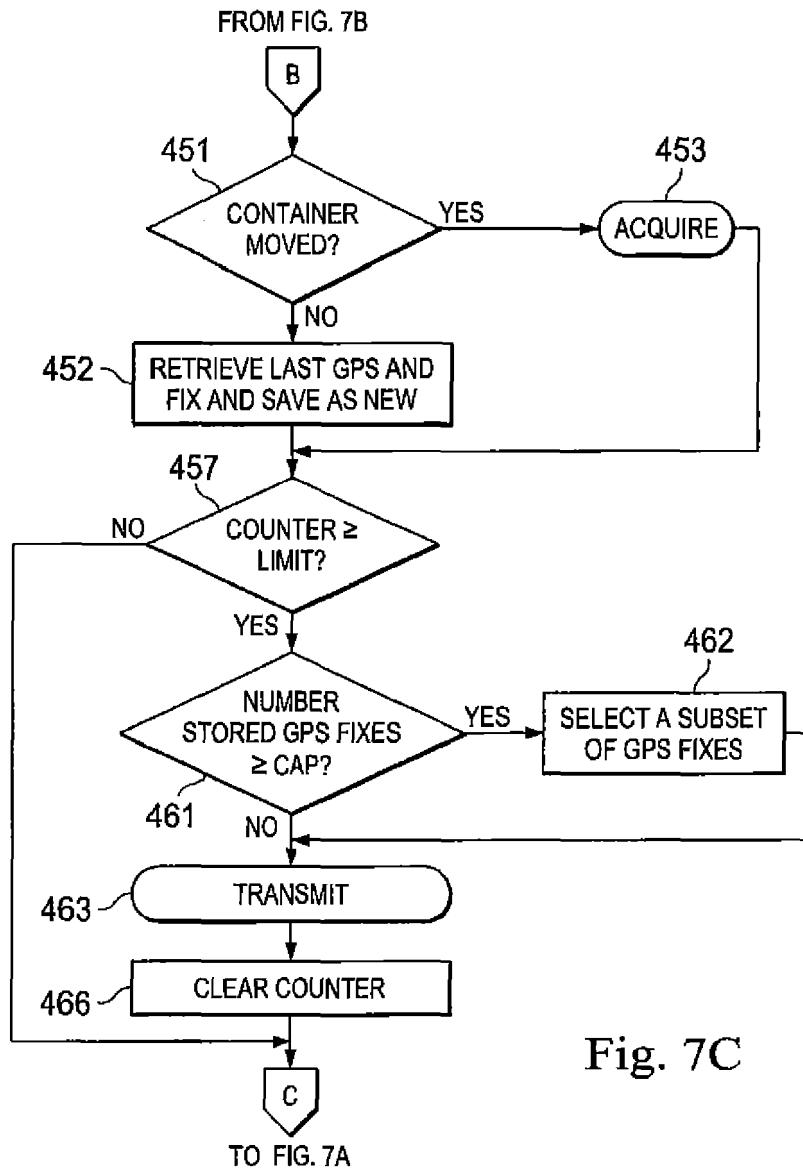 FROM FIG. 7B
B
451
CONTAINER
MOVED?
YES
453
ACQUIRE
NO
452
RETRIEVE LAST GPS AND
FIX AND SAVE AS NEW
457
NO
COUNTER ≥
LIMIT?
YES
462
NUMBER
STORED GPS FIXES
≥ CAP?
YES
SELECT A SUBSET
OF GPS FIXES
461
NO
463
TRANSMIT
466
CLEAR COUNTER
Fig. 7C
C
TO FIG. 7A